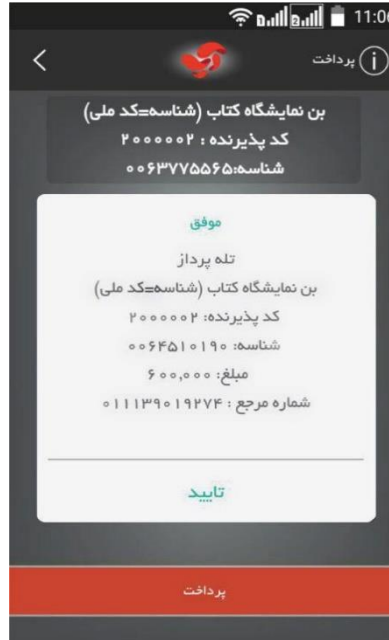 11:06
پرداخت
بن نمایشگاه کتاب (شناسه=کد ملی)
کد پذیرنده : ۲۰۰۰۰۰۲
شناسه:۰۰۶۳۷۷۵۵۶۵
موفق
تله پرداز
بن نمایشگاه کتاب (شناسه=کد ملی)
کد پذیرنده: ۲۰۰۰۰۰۲
شناسه: ۰۰۶۴۵۱۰۱۹۰
مبلغ: ۶۰۰,۰۰۰
شماره مرجع : ۰۱۱۱۳۹۰۱۹۲۷۴
تایید
پرداخت